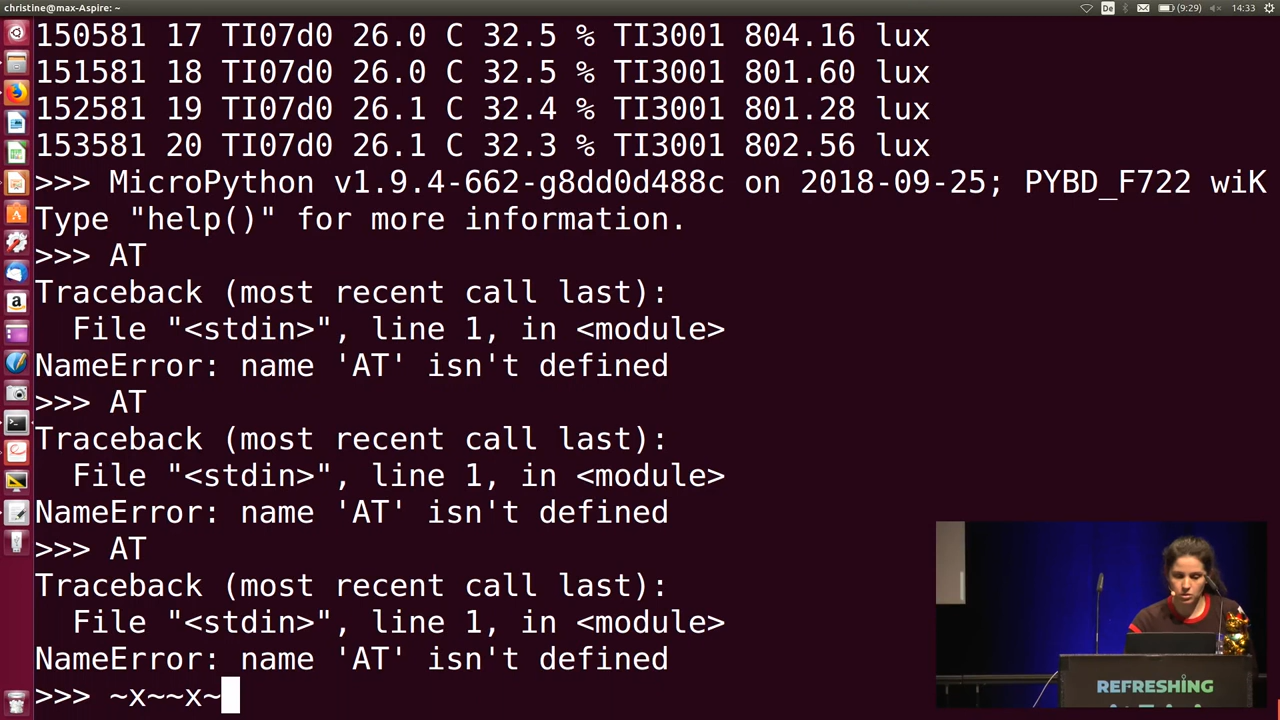 christine@max-Aspire: ~
De
(9:29)
14:33
150581 17 TI07d0 26.0 C 32.5 % TI3001 804.16 lux
151581 18 TI07d0 26.0 C 32.5 % TI3001 801.60 lux
152581 19 TI07d0 26.1 C 32.4 % TI3001 801.28 lux
153581 20 TI07d0 26.1 C 32.3 % TI3001 802.56 lux
>>> MicroPython v1.9.4-662-g8dd0d488c on 2018-09-25; PYBD_F722 wiK
Type "help()" for more information.
>>> AT
Traceback (most recent call last):
  File "<stdin>", line 1, in <module>
NameError: name 'AT' isn't defined
>>> AT
Traceback (most recent call last):
  File "<stdin>", line 1, in <module>
NameError: name 'AT' isn't defined
>>> AT
Traceback (most recent call last):
  File "<stdin>", line 1, in <module>
NameError: name 'AT' isn't defined
>>> ~x~~x~
REFRESHING